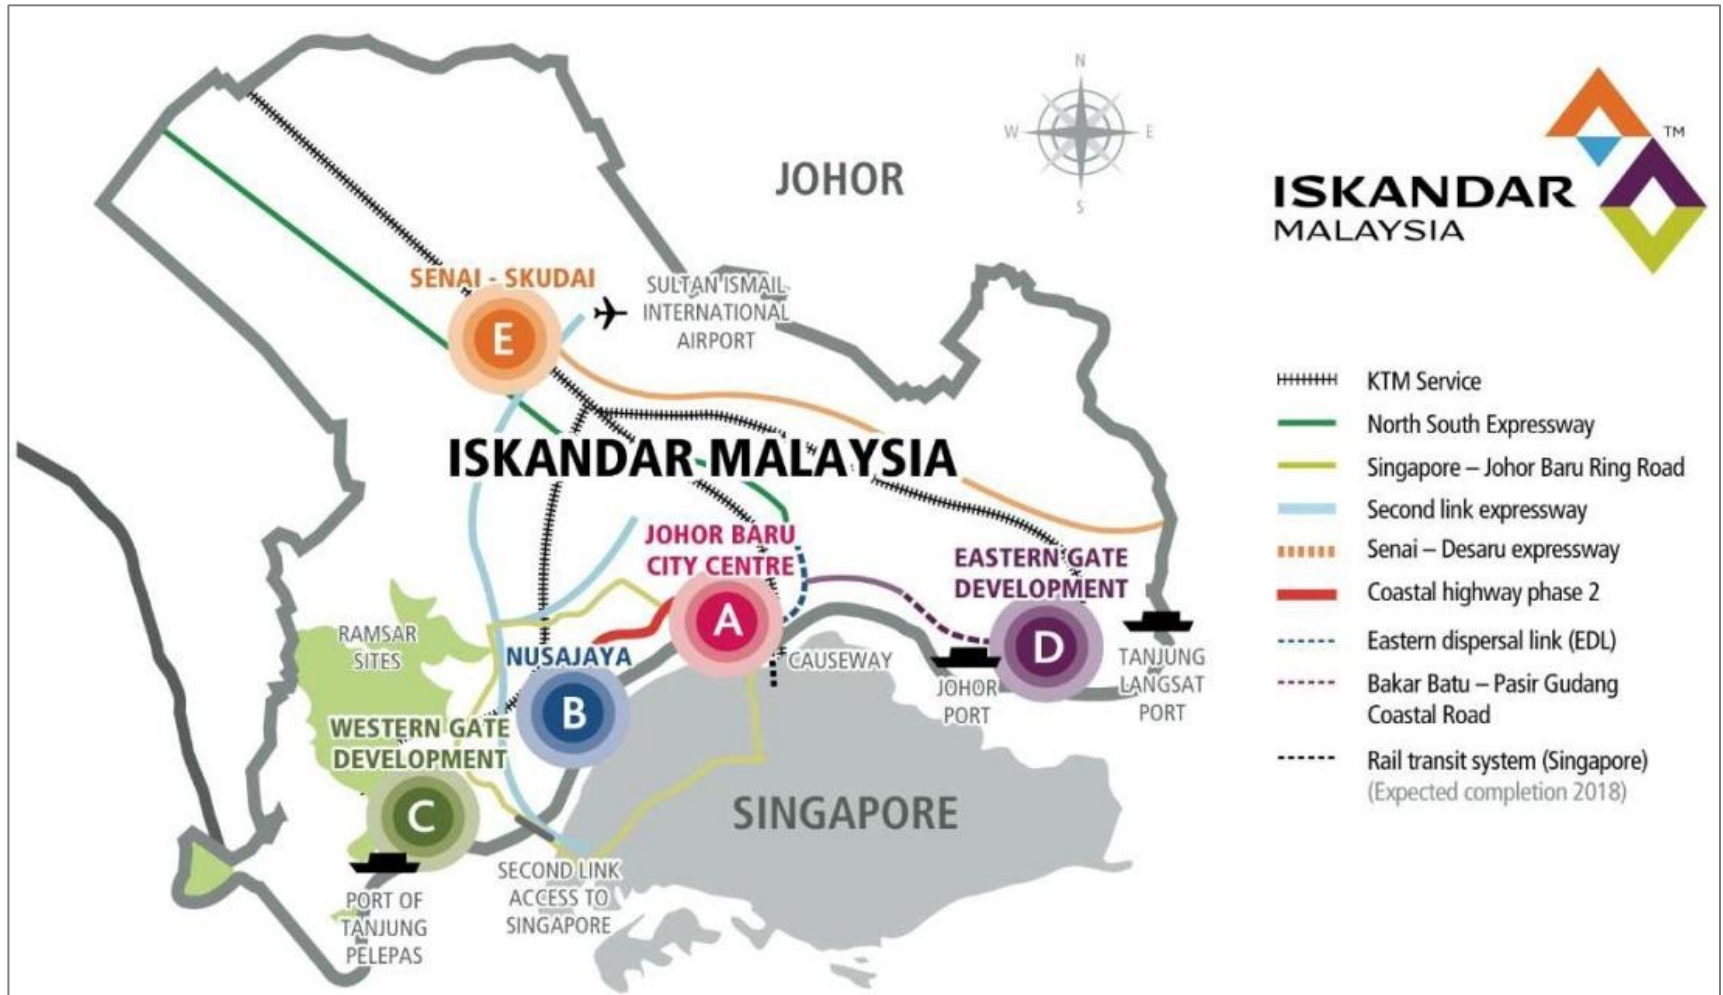 N
W
E
S
JOHOR
TM
ISKANDAR
MALAYSIA
SENAI - SKUDAI
E
SULTAN ISMAIL
INTERNATIONAL
AIRPORT
ISKANDAR MALAYSIA
JOHOR BARU
CITY CENTRE
A
EASTERN GATE
DEVELOPMENT
D
RAMSAR
SITES
NUSAJAYA
B
CAUSEWAY
JOHOR
PORT
TANJUNG
LANGSAT
PORT
WESTERN GATE
DEVELOPMENT
C
SINGAPORE
SECOND LINK
ACCESS TO
SINGAPORE
PORT OF
TANJUNG
PELEPAS
KTM Service
North South Expressway
Singapore – Johor Baru Ring Road
Second link expressway
Senai – Desaru expressway
Coastal highway phase 2
Eastern dispersal link (EDL)
Bakar Batu – Pasir Gudang
Coastal Road
Rail transit system (Singapore)
(Expected completion 2018)